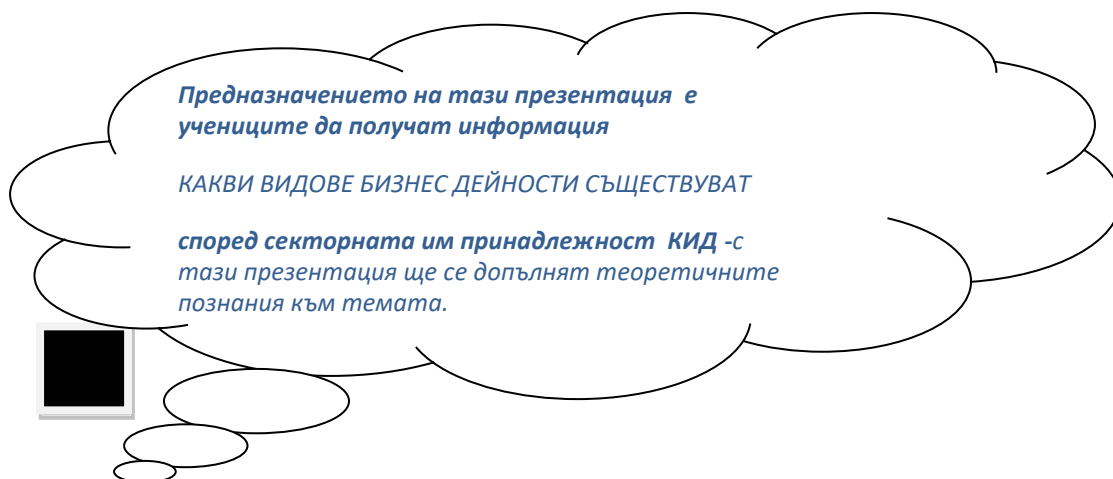 Предназначението на тази презентация е
учениците да получат информация
КАКВИ ВИДОВЕ БИЗНЕС ДЕЙНОСТИ СЪЩЕСТВУВАТ
според секторната им принадлежност КИД -с
тази презентация ще се допълнят теоретичните
познания към темата.